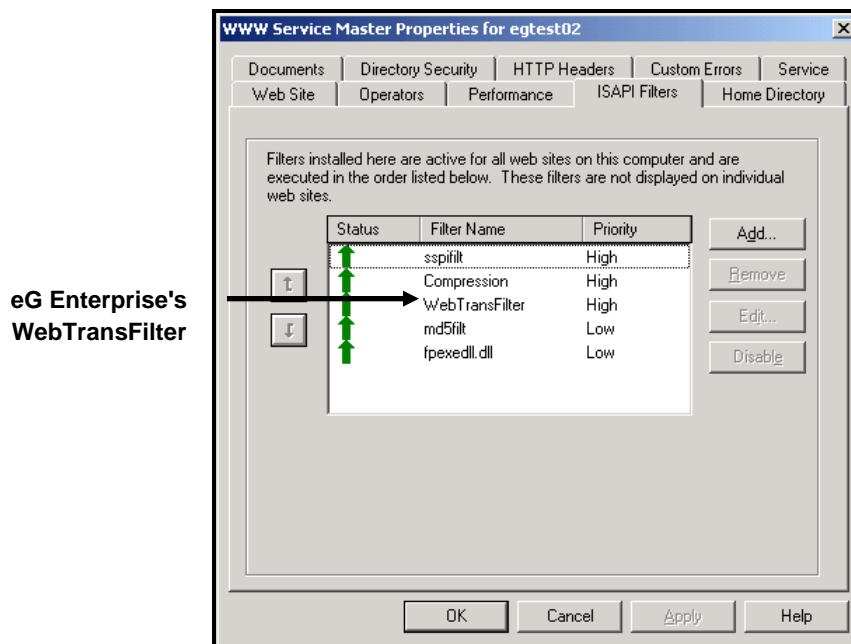 WWW Service Master Properties for egtest02
Documents Directory Security HTTP Headers Custom Errors Service
Web Site Operators Performance ISAPI Filters Home Directory
Filters installed here are active for all web sites on this computer and are
executed in the order listed below. These filters are not displayed on individual
web sites.
Status Filter Name Priority
sspifilt High
Compression High
WebTransFilter High
md5filt Low
fpexedll.dll Low
Add...
Remove
Edit...
Disable
eG Enterprise's
WebTransFilter
OK Cancel Apply Help